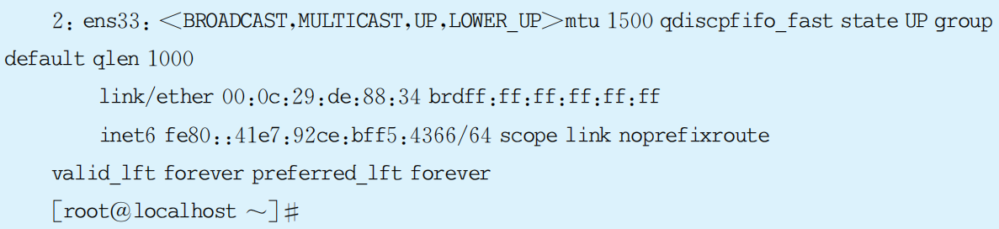 2: ens33: <BROADCAST,MULTICAST,UP,LOWER_UP>mtu 1500 qdiscpfifo_fast state UP group
default qlen 1000
link/ether 00:0c:29:de:88:34 brdff:ff:ff:ff:ff:ff
inet6 fe80::41e7:92ce:bff5:4366/64 scope link noprefixroute
valid_lft forever preferred_lft forever
[root@localhost ~]#